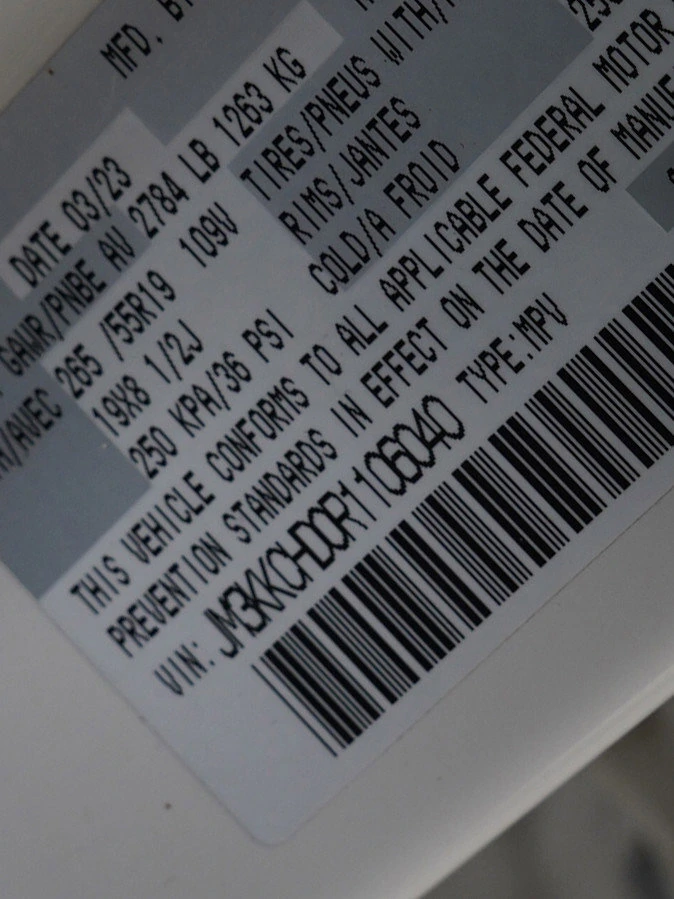 MFD. BY
DATE 03/23
GAWR/PNBE AV 2784 LB 1263 KG
/AVEC 265 /55R19 109V TIRES/PNEUS WITH/
19X8 1/2J RIMS/JANTES
250 KPA/36 PSI COLD/A FROID
THIS VEHICLE CONFORMS TO ALL APPLICABLE FEDERAL MOTOR
PREVENTION STANDARDS IN EFFECT ON THE DATE OF MANUF
VIN: JM3KKCHD0R1106040 TYPE:MPV